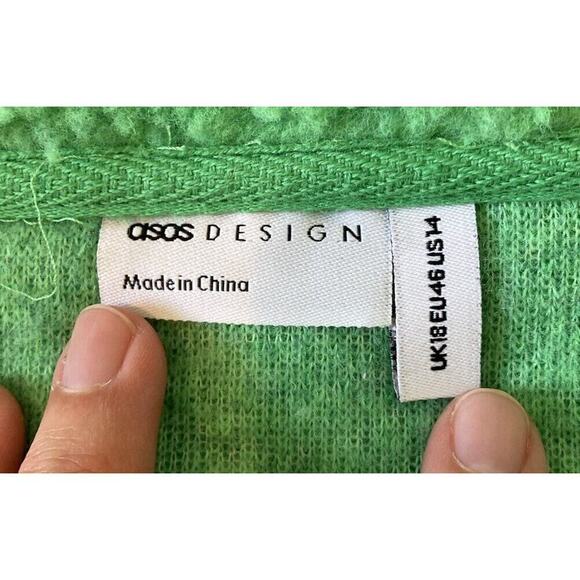 asos DESIGN
Made in China
UK18 EU46 US14